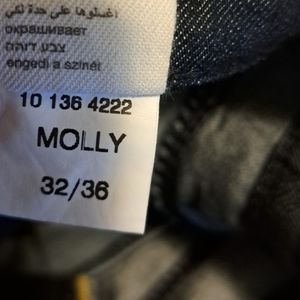 اغسلوها على حدة لكي
окрашивает
צבע דוהה
engedi a színét
10 136 4222
MOLLY
32/36